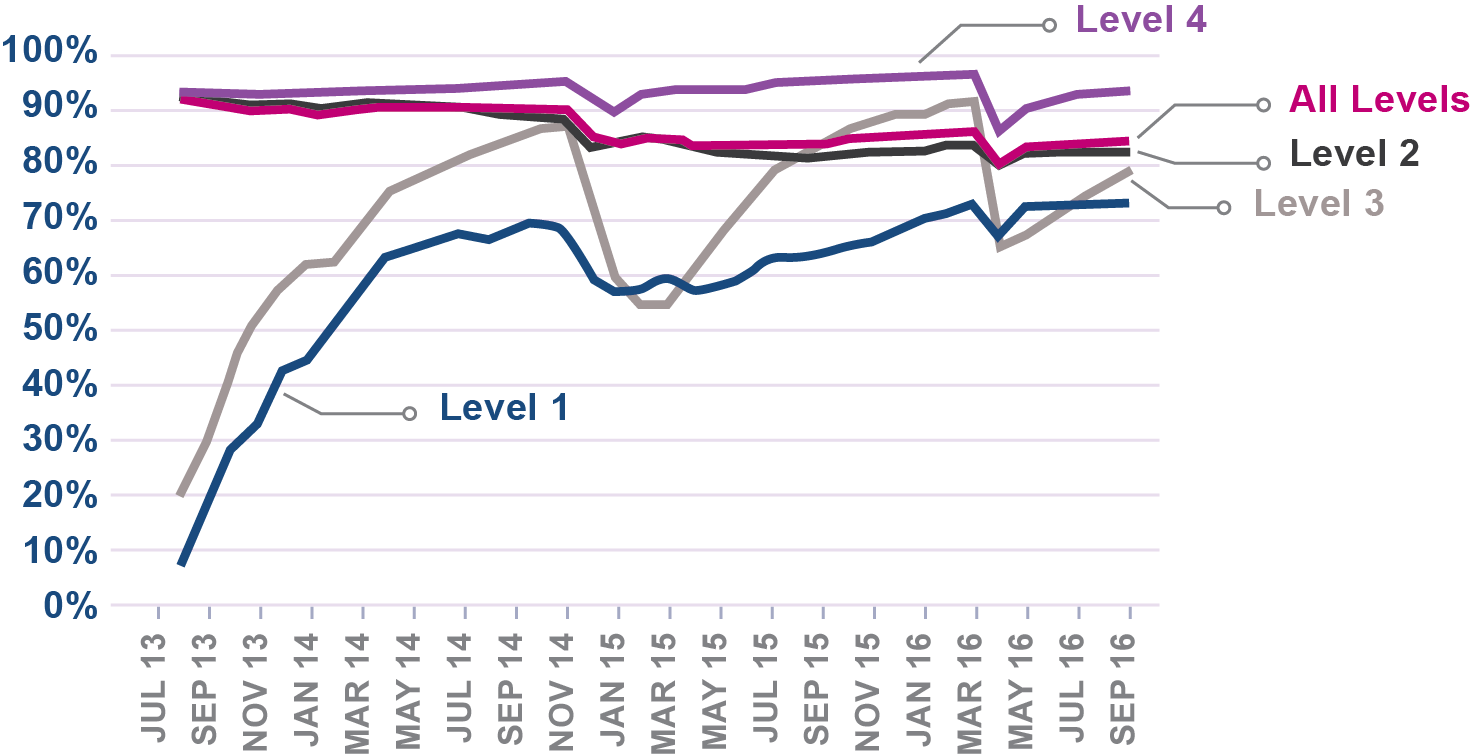 Level 4
100%
90%
All Levels
80%
Level 2
70%
Level 3
60%
50%
40%
Level 1
30%
20%
10%
0%
JUL 13
SEP 13
NOV 13
JAN 14
MAR 14
MAY 14
JUL 14
SEP 14
NOV 14
JAN 15
MAR 15
MAY 15
JUL 15
SEP 15
NOV 15
JAN 16
MAR 16
MAY 16
JUL 16
SEP 16